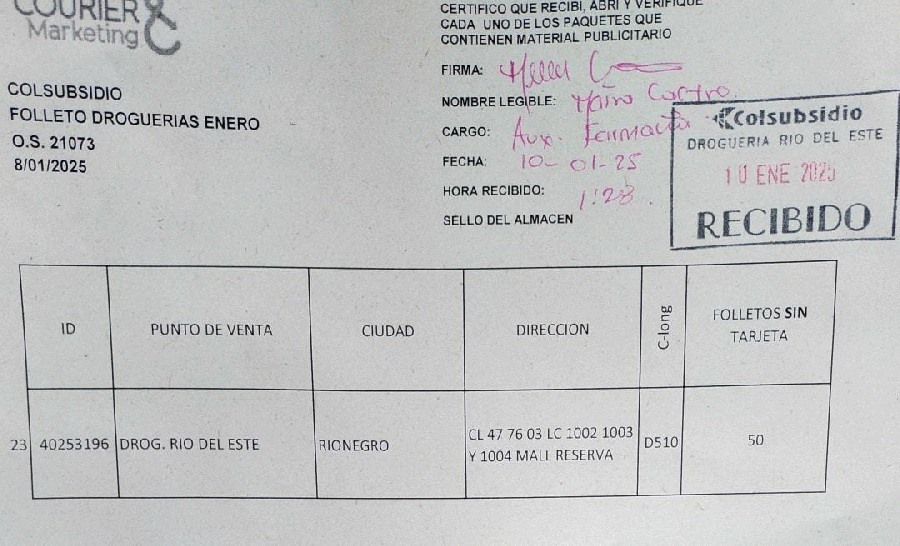 COURIER &
Marketing
COLSUBSIDIO
FOLLETO DROGUERIAS ENERO
O.S. 21073
8/01/2025
CERTIFICO QUE RECIBI, ABRI Y VERIFIQUE
CADA UNO DE LOS PAQUETES QUE
CONTIENEN MATERIAL PUBLICITARIO
FIRMA:
NOMBRE LEGIBLE: Castro
CARGO: Aux. Farmacia
FECHA: 10-01-25
HORA RECIBIDO: 1:28
SELLO DEL ALMACEN
Colsubsidio
DROGUERIA RIO DEL ESTE
10 ENE 2025
RECIBIDO
ID PUNTO DE VENTA CIUDAD DIRECCION C-long FOLLETOS SIN
TARJETA
23 40253196 DROG. RIO DEL ESTE RIONEGRO CL 47 76 03 LC 1002 1003 D510 50
Y 1004 MALL RESERVA